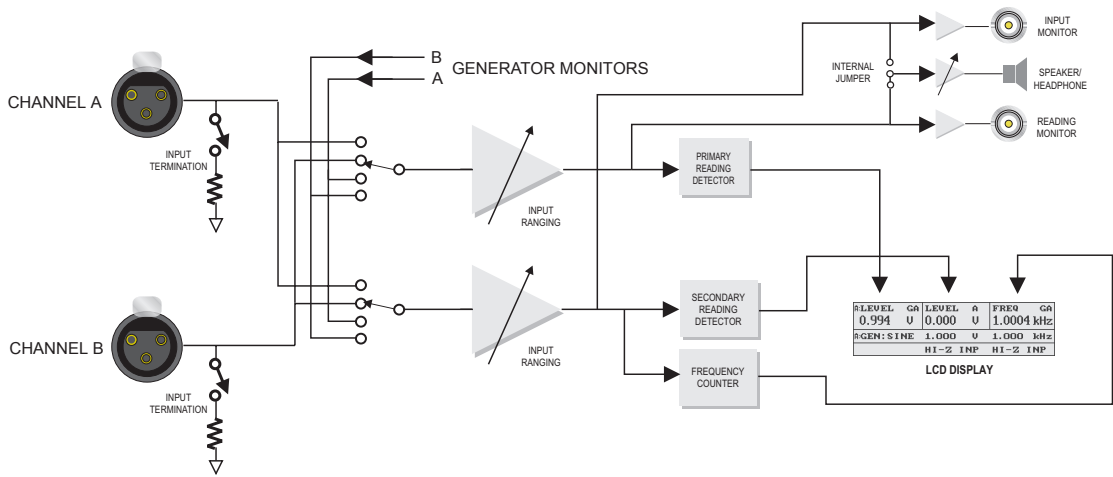 INPUT
MONITOR
B
GENERATOR MONITORS
A
INTERNAL
JUMPER
SPEAKER/
HEADPHONE
CHANNEL A
READING
MONITOR
INPUT
TERMINATION
PRIMARY
READING
DETECTOR
INPUT
RANGING
SECONDARY
READING
DETECTOR
A:LEVEL GA LEVEL A FREQ GA
0.994 U 0.000 U 1.0004 kHz
A:GEN:SINE 1.000 V 1.000 kHz
HI-Z INP HI-Z INP
LCD DISPLAY
CHANNEL B
INPUT
RANGING
FREQUENCY
COUNTER
INPUT
TERMINATION